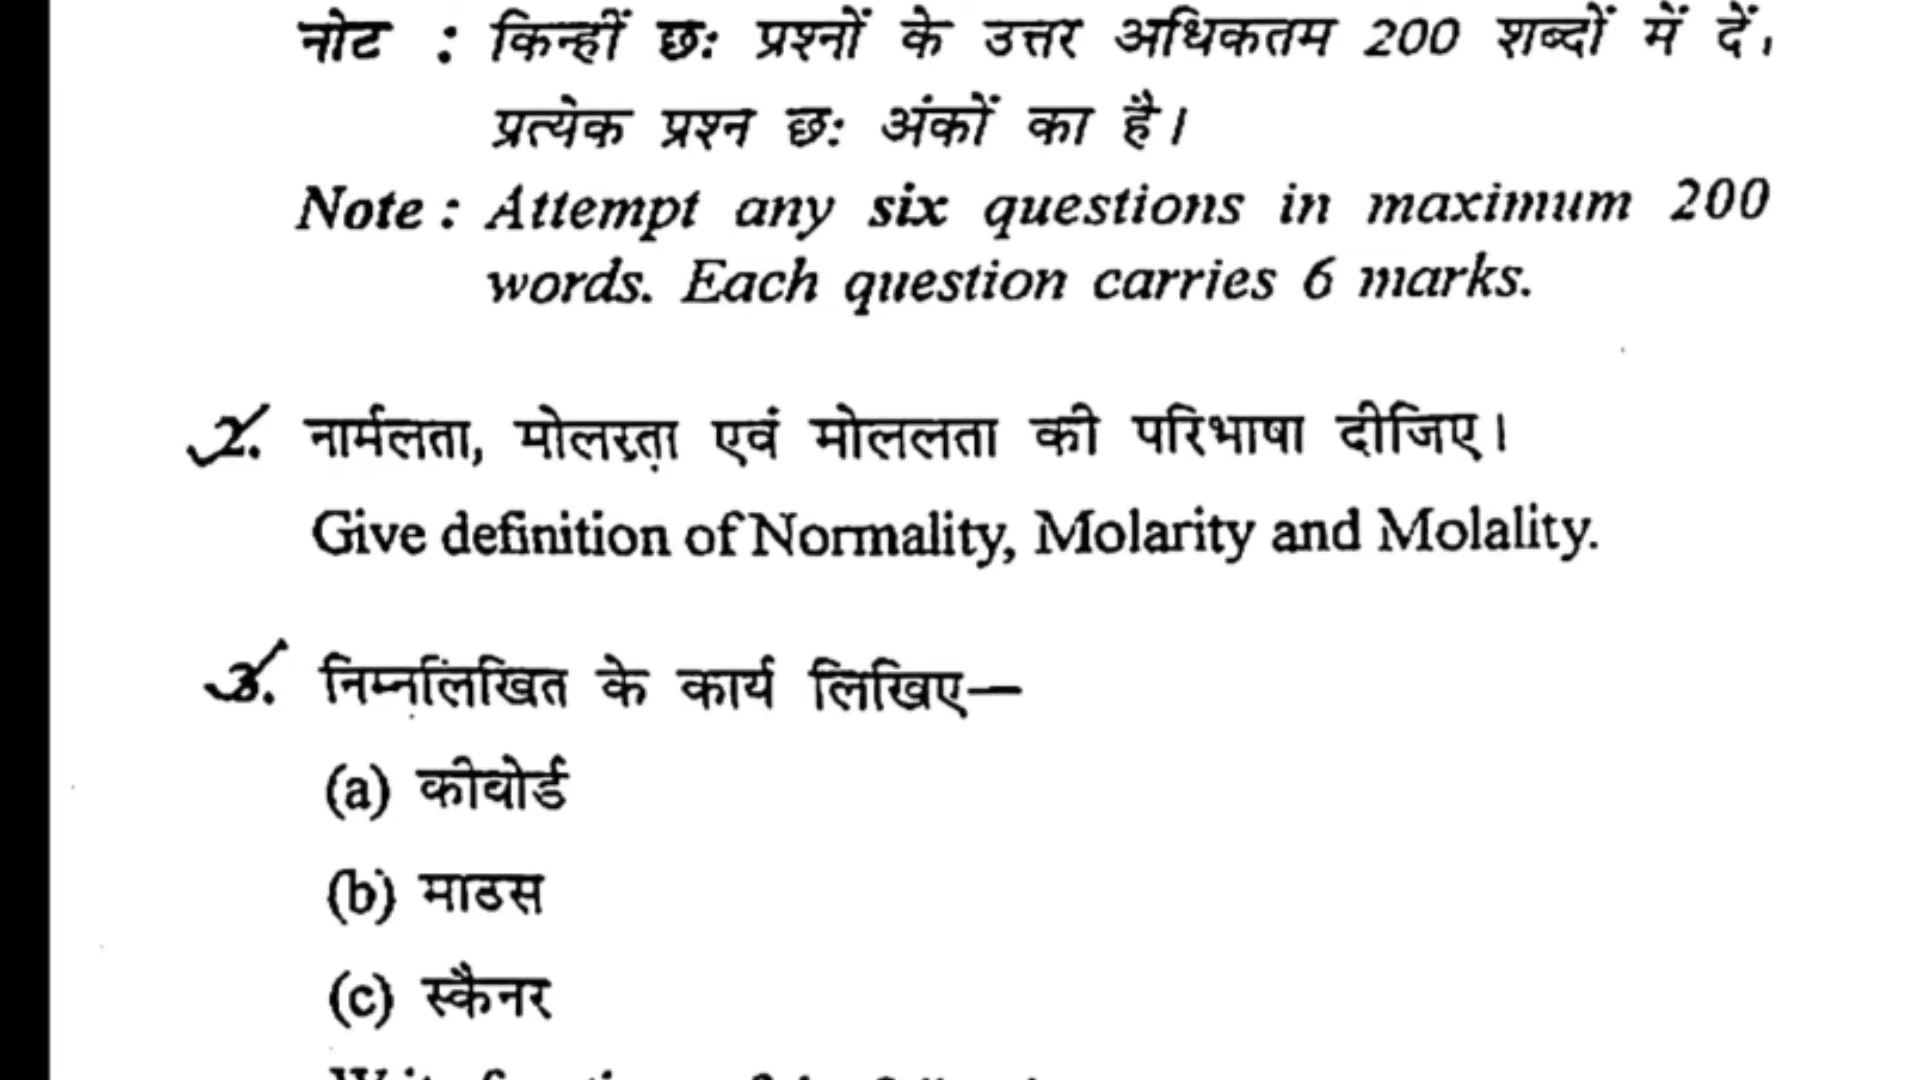 नोट : किन्हीं छः प्रश्नों के उत्तर अधिकतम 200 शब्दों में दें,
प्रत्येक प्रश्न छः अंकों का है।
Note : Attempt any six questions in maximum 200
words. Each question carries 6 marks.
2. नार्मलता, मोलरता एवं मोललता की परिभाषा दीजिए।
Give definition of Normality, Molarity and Molality.
3. निम्नलिखित के कार्य लिखिए—
(a) कीबोर्ड
(b) माउस
(c) स्कैनर